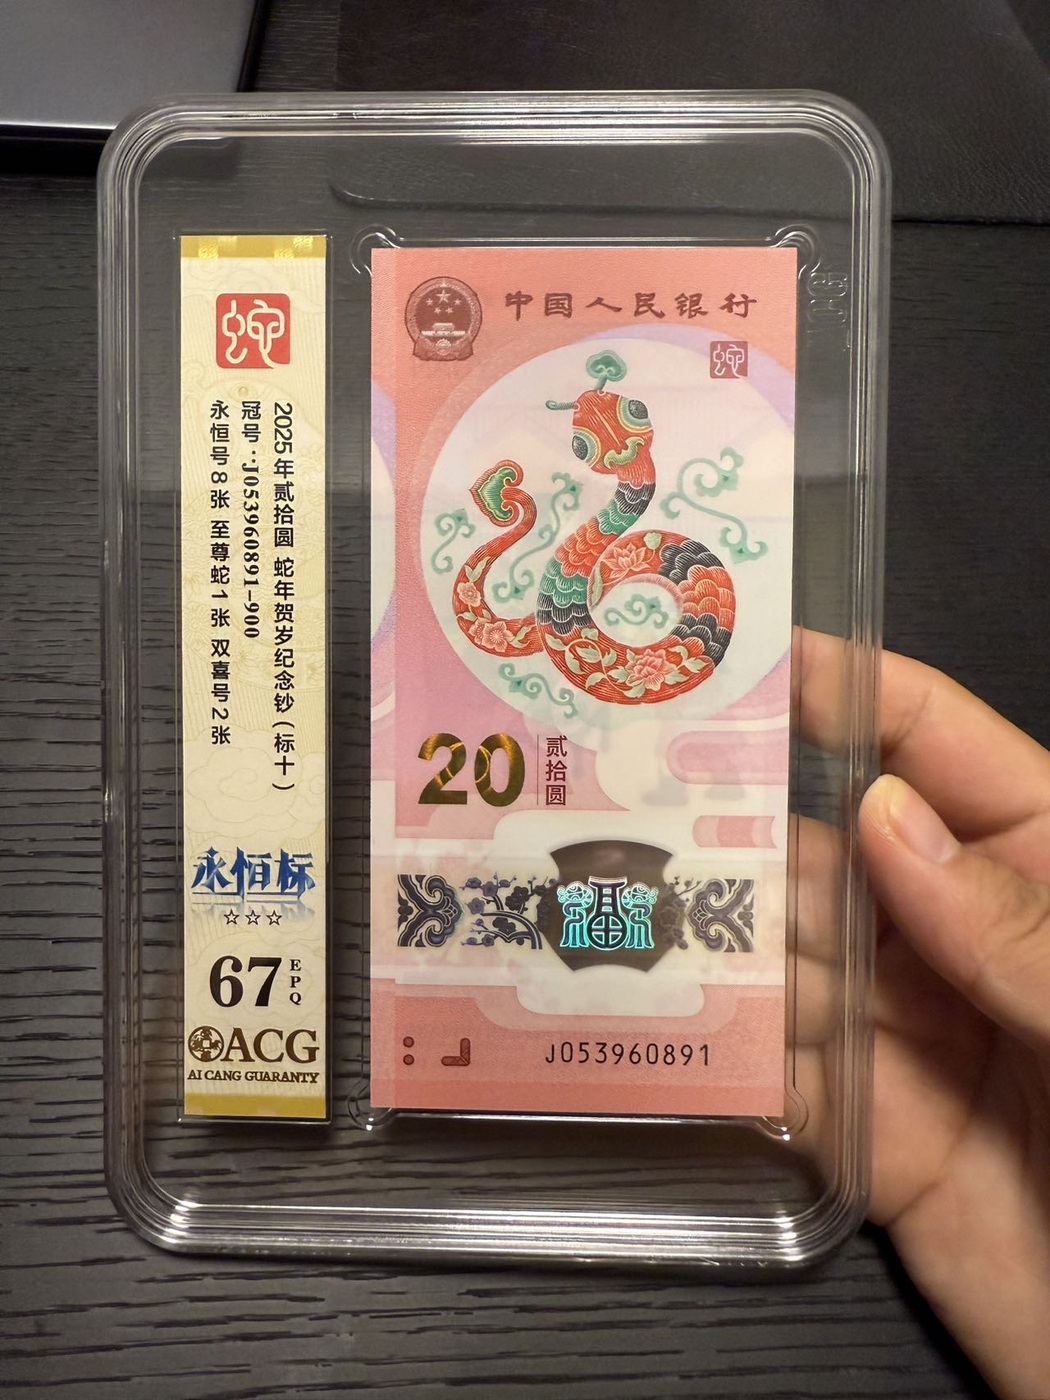 蛇
2025年贰拾圆 蛇年贺岁纪念钞(标十)
冠号:J053960891-900
永恒号8张 至尊蛇1张 双喜号2张
永恒标
☆☆☆
67 EPQ
ACG
AI CANG GUARANTY
中国人民银行
蛇
20 贰拾圆
福
J053960891